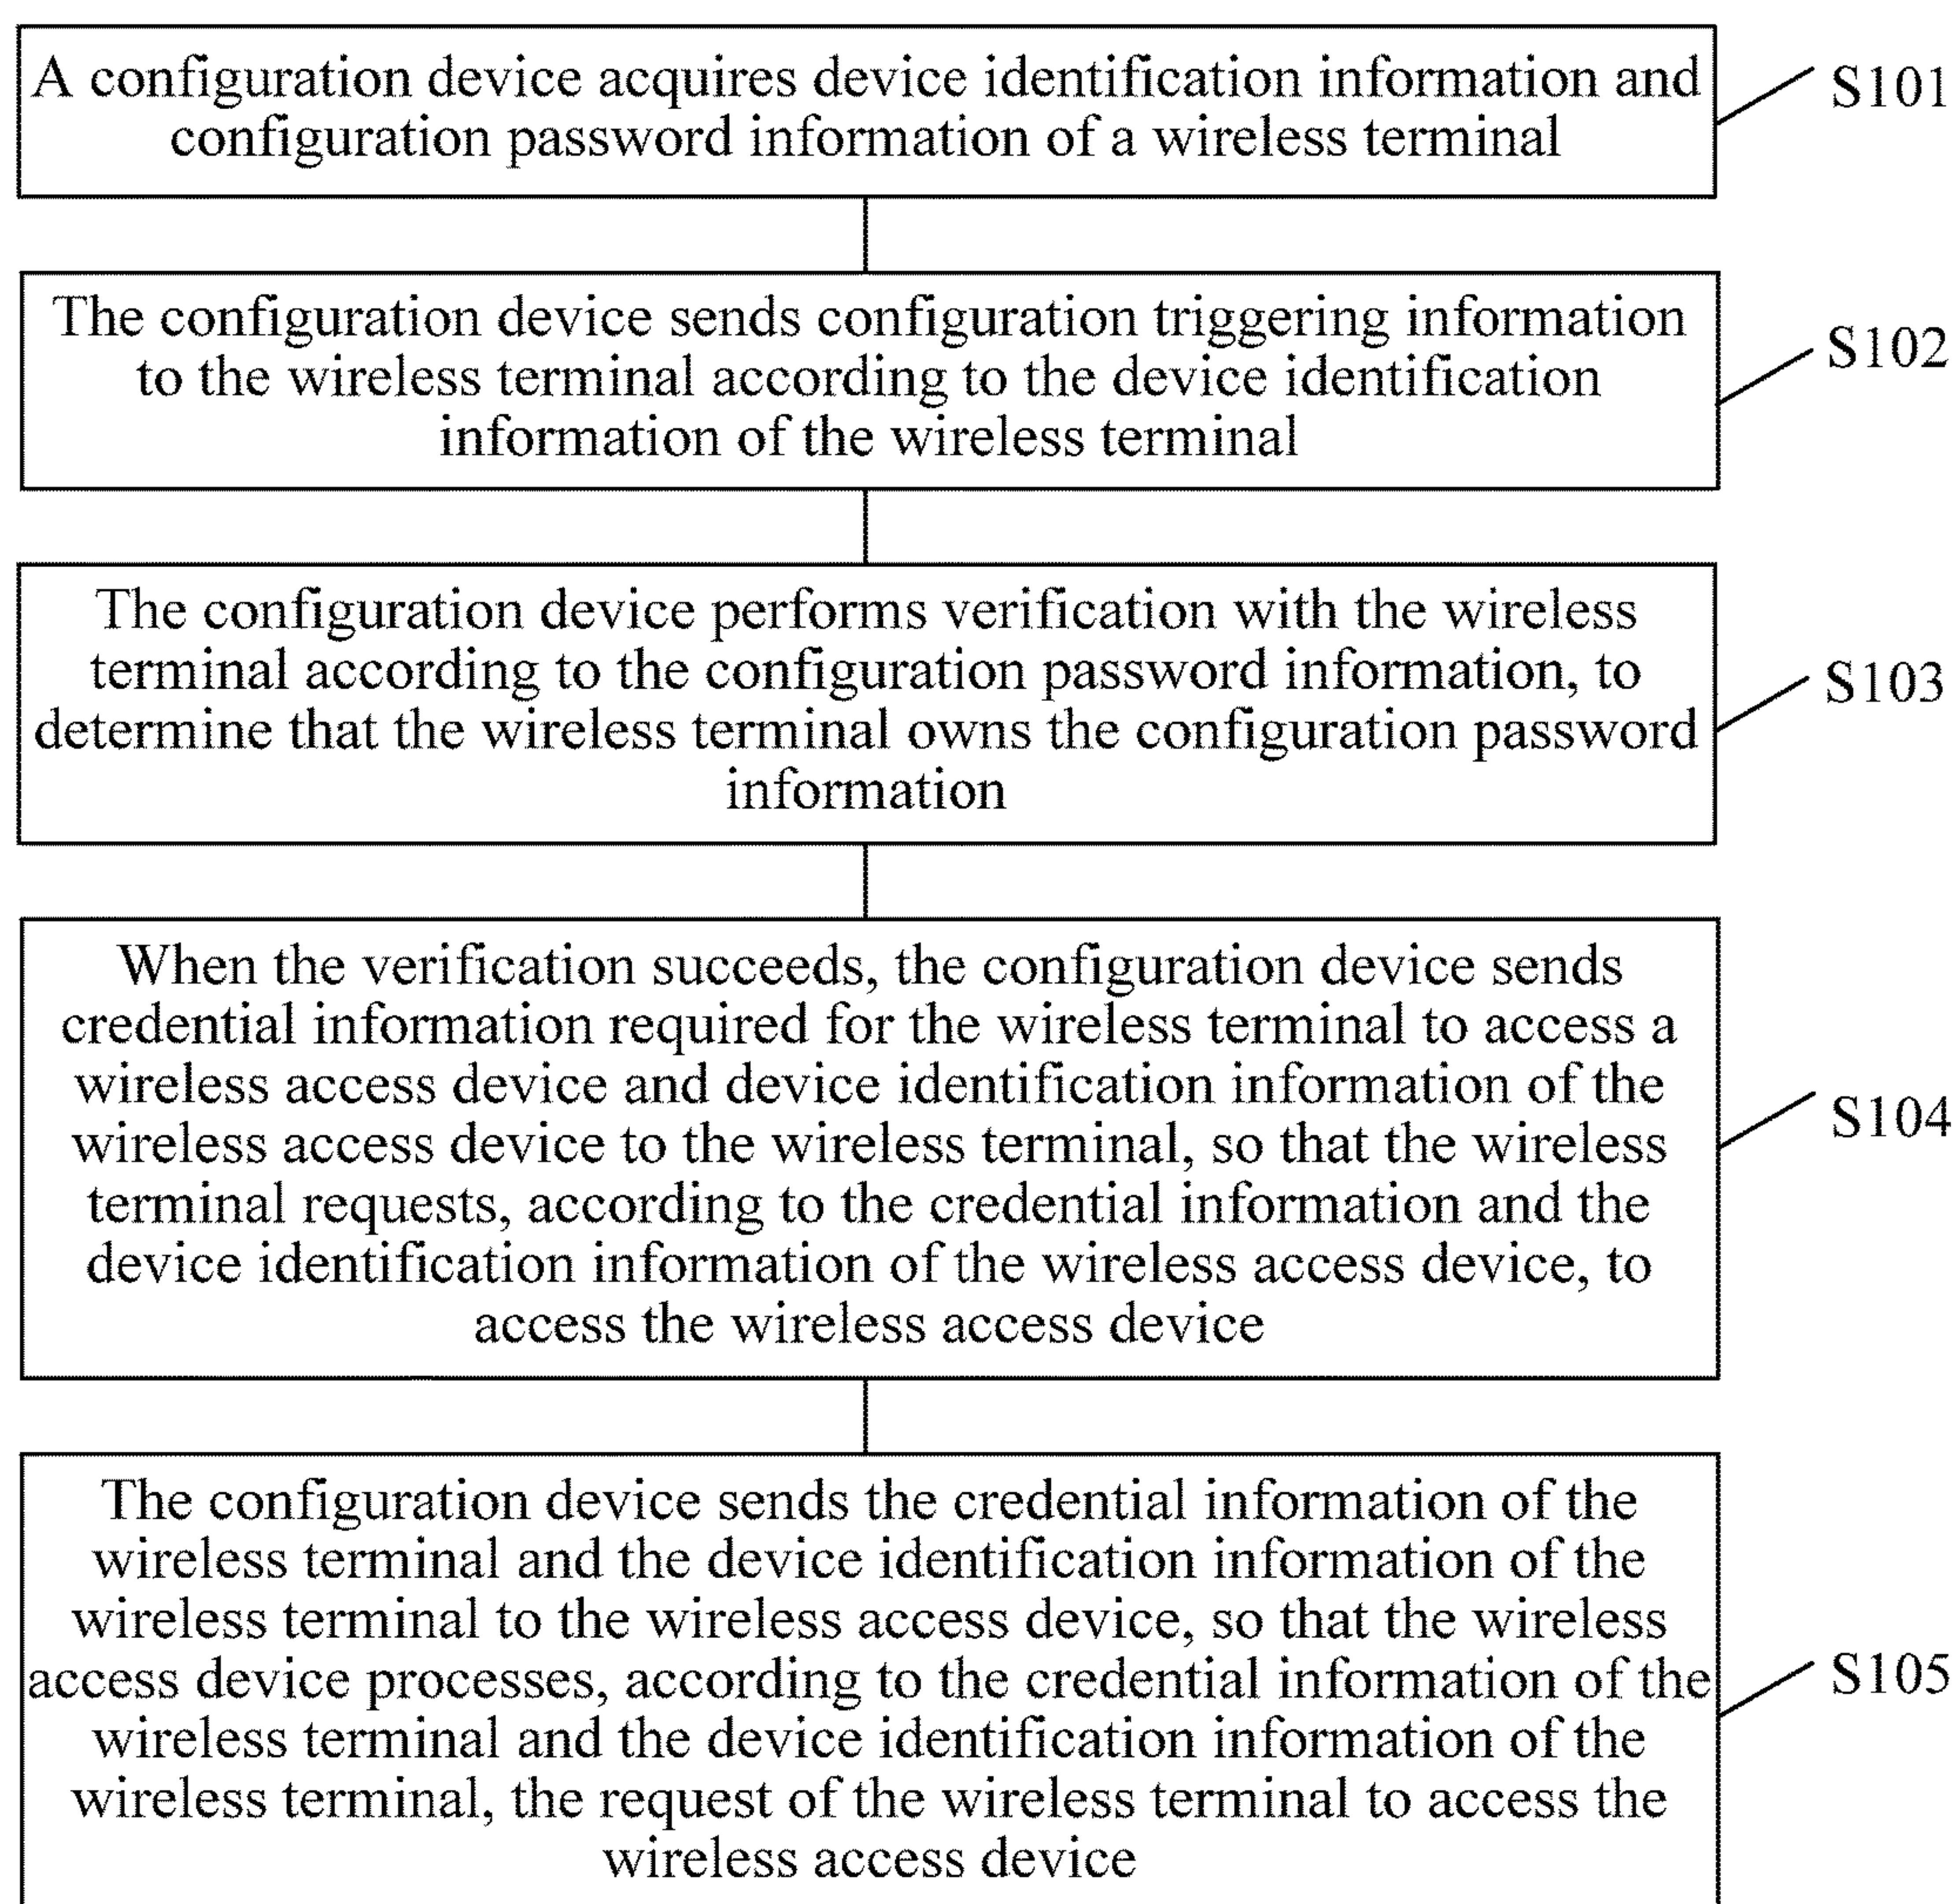 A configuration device acquires device identification information and
configuration password information of a wireless terminal
S101
The configuration device sends configuration triggering information
to the wireless terminal according to the device identification
information of the wireless terminal
S102
The configuration device performs verification with the wireless
terminal according to the configuration password information, to
determine that the wireless terminal owns the configuration password
information
S103
When the verification succeeds, the configuration device sends
credential information required for the wireless terminal to access a
wireless access device and device identification information of the
wireless access device to the wireless terminal, so that the wireless
terminal requests, according to the credential information and the
device identification information of the wireless access device, to
access the wireless access device
S104
The configuration device sends the credential information of the
wireless terminal and the device identification information of the
wireless terminal to the wireless access device, so that the wireless
access device processes, according to the credential information of the
wireless terminal and the device identification information of the
wireless terminal, the request of the wireless terminal to access the
wireless access device
S105